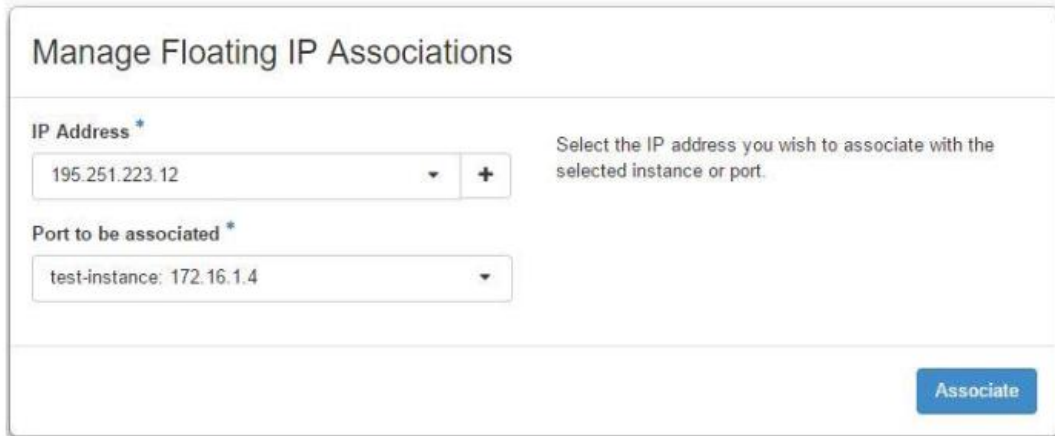 Manage Floating IP Associations
IP Address *
195.251.223.12
+
Select the IP address you wish to associate with the
selected instance or port.
Port to be associated *
test-instance: 172.16.1.4
Associate